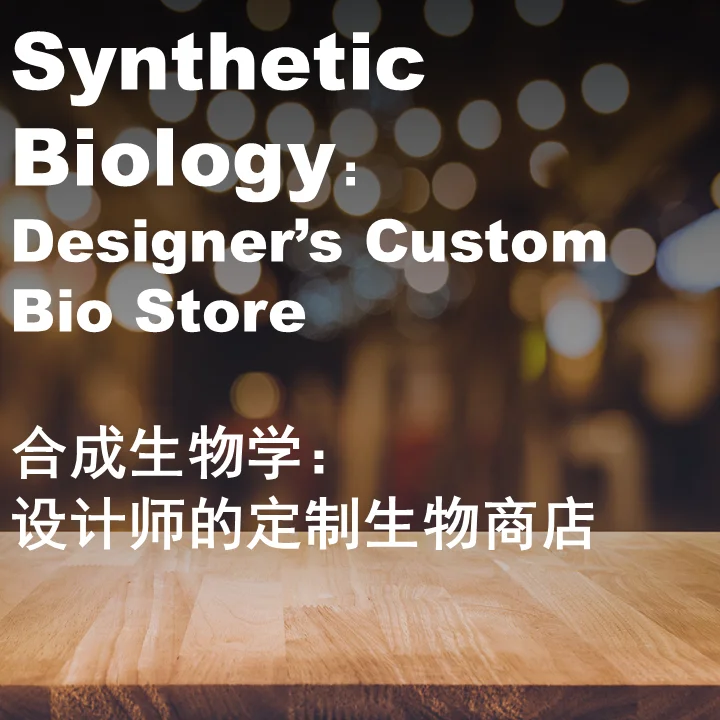 Synthetic
Biology：
Designer’s Custom
Bio Store
合成生物学：
设计师的定制生物商店